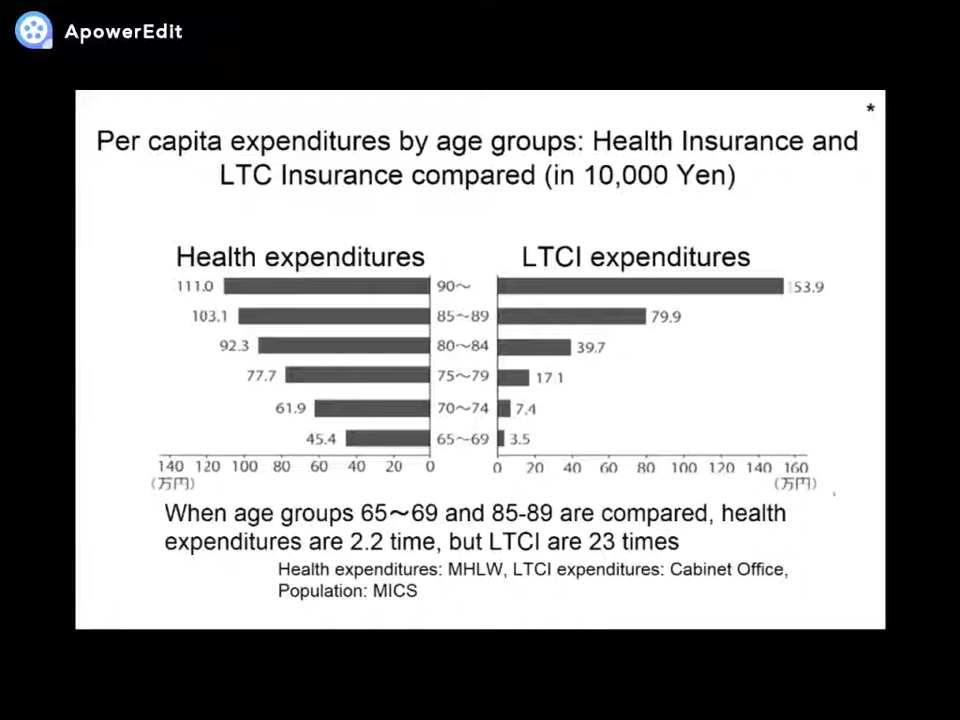 ApowerEdit
*
Per capita expenditures by age groups: Health Insurance and
LTC Insurance compared (in 10,000 Yen)
Health expenditures LTCI expenditures
111.0 90～ 153.9
103.1 85～89 79.9
92.3 80～84 39.7
77.7 75～79 17.1
61.9 70～74 7.4
45.4 65～69 3.5
140 120 100 80 60 40 20 0 0 20 40 60 80 100 120 140 160
(万円) (万円)
When age groups 65～69 and 85-89 are compared, health
expenditures are 2.2 time, but LTCI are 23 times
Health expenditures: MHLW, LTCI expenditures: Cabinet Office,
Population: MICS